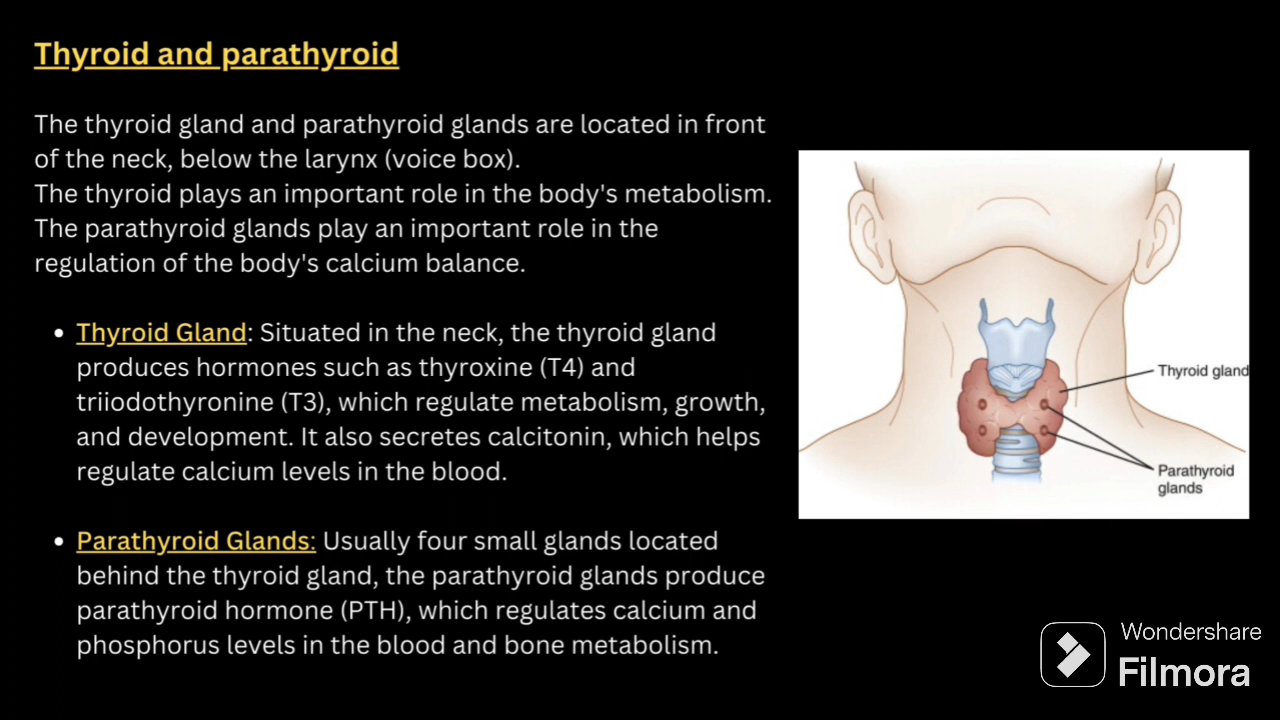 Thyroid and parathyroid
The thyroid gland and parathyroid glands are located in front
of the neck, below the larynx (voice box).
The thyroid plays an important role in the body's metabolism.
The parathyroid glands play an important role in the
regulation of the body's calcium balance.
• Thyroid Gland: Situated in the neck, the thyroid gland
produces hormones such as thyroxine (T4) and
triiodothyronine (T3), which regulate metabolism, growth,
and development. It also secretes calcitonin, which helps
regulate calcium levels in the blood.
• Parathyroid Glands: Usually four small glands located
behind the thyroid gland, the parathyroid glands produce
parathyroid hormone (PTH), which regulates calcium and
phosphorus levels in the blood and bone metabolism.
Thyroid gland
Parathyroid
glands
Wondershare
Filmora